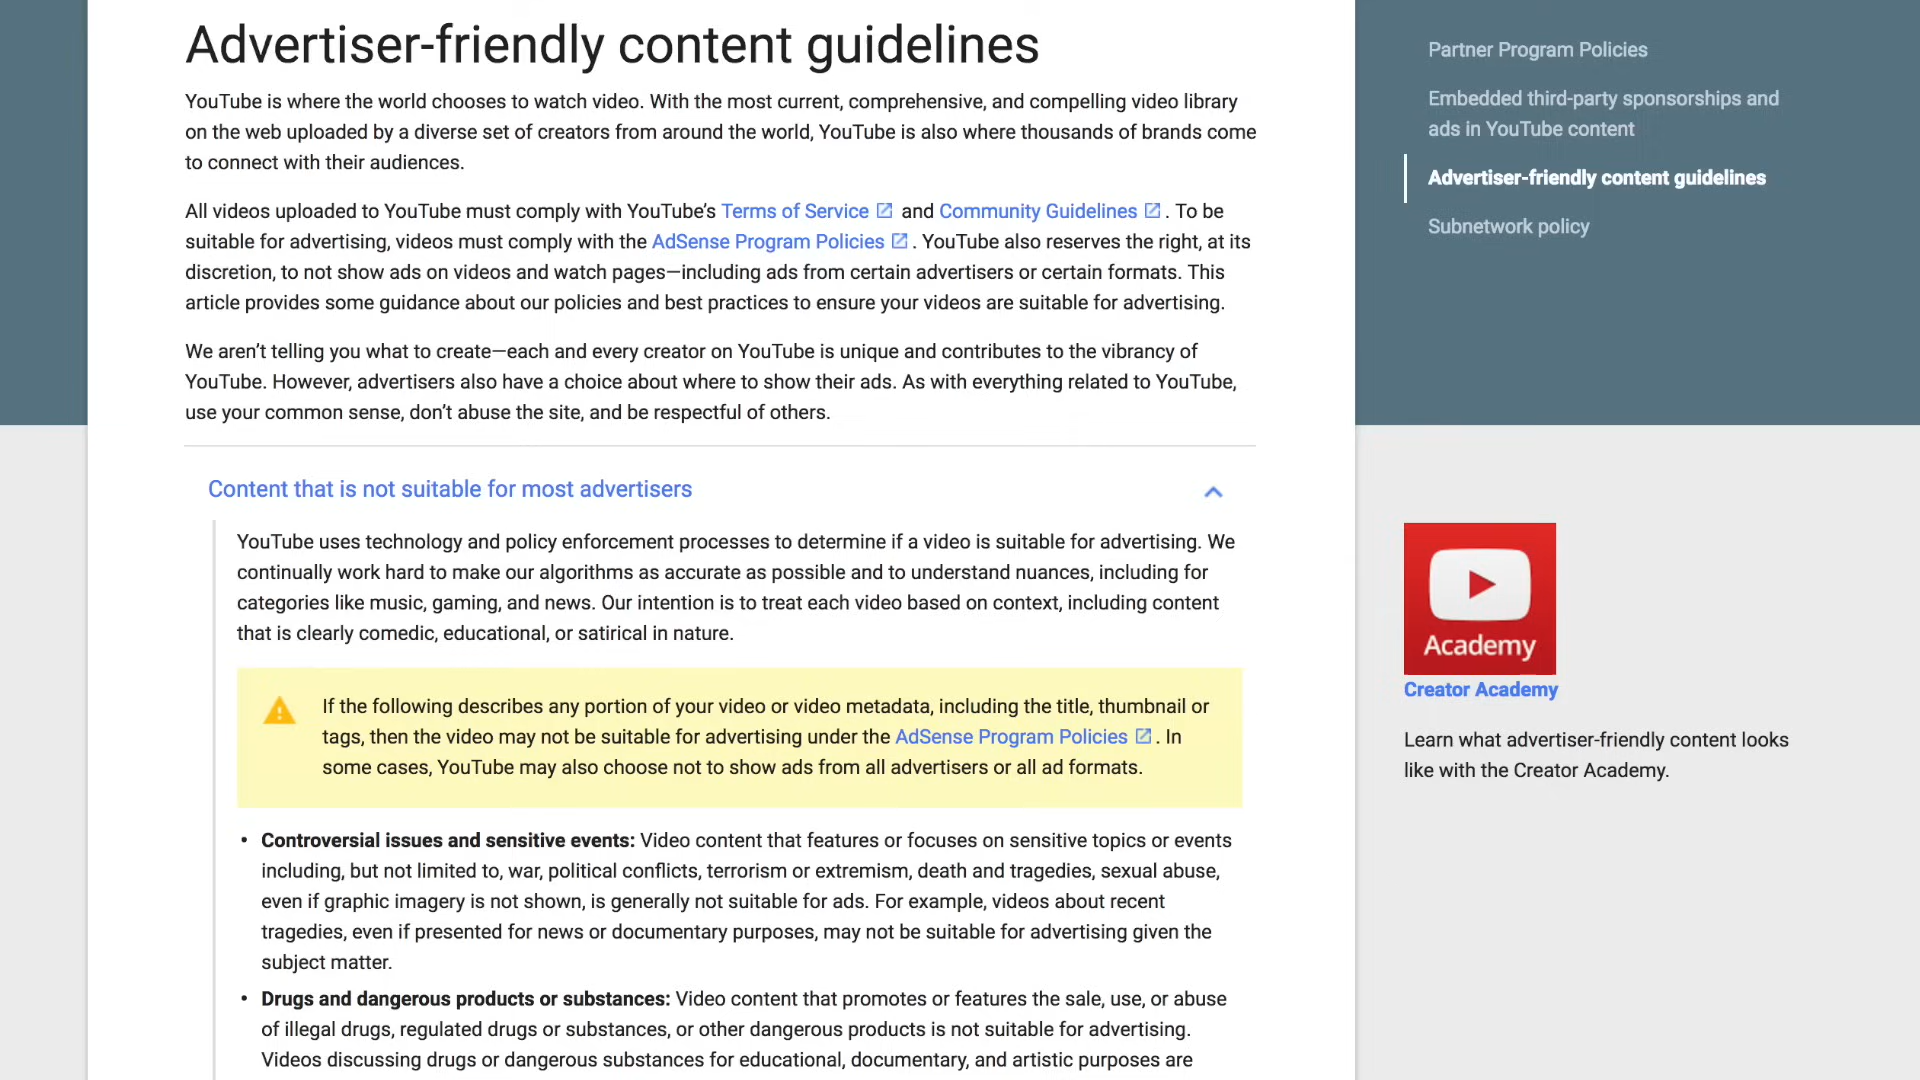 Advertiser-friendly content guidelines
YouTube is where the world chooses to watch video. With the most current, comprehensive, and compelling video library
on the web uploaded by a diverse set of creators from around the world, YouTube is also where thousands of brands come
to connect with their audiences.
All videos uploaded to YouTube must comply with YouTube’s Terms of Service and Community Guidelines . To be
suitable for advertising, videos must comply with the AdSense Program Policies . YouTube also reserves the right, at its
discretion, to not show ads on videos and watch pages—including ads from certain advertisers or certain formats. This
article provides some guidance about our policies and best practices to ensure your videos are suitable for advertising.
We aren’t telling you what to create—each and every creator on YouTube is unique and contributes to the vibrancy of
YouTube. However, advertisers also have a choice about where to show their ads. As with everything related to YouTube,
use your common sense, don’t abuse the site, and be respectful of others.
Content that is not suitable for most advertisers
YouTube uses technology and policy enforcement processes to determine if a video is suitable for advertising. We
continually work hard to make our algorithms as accurate as possible and to understand nuances, including for
categories like music, gaming, and news. Our intention is to treat each video based on context, including content
that is clearly comedic, educational, or satirical in nature.
If the following describes any portion of your video or video metadata, including the title, thumbnail or
tags, then the video may not be suitable for advertising under the AdSense Program Policies . In
some cases, YouTube may also choose not to show ads from all advertisers or all ad formats.
• Controversial issues and sensitive events: Video content that features or focuses on sensitive topics or events
including, but not limited to, war, political conflicts, terrorism or extremism, death and tragedies, sexual abuse,
even if graphic imagery is not shown, is generally not suitable for ads. For example, videos about recent
tragedies, even if presented for news or documentary purposes, may not be suitable for advertising given the
subject matter.
• Drugs and dangerous products or substances: Video content that promotes or features the sale, use, or abuse
of illegal drugs, regulated drugs or substances, or other dangerous products is not suitable for advertising.
Videos discussing drugs or dangerous substances for educational, documentary, and artistic purposes are
Partner Program Policies
Embedded third-party sponsorships and
ads in YouTube content
Advertiser-friendly content guidelines
Subnetwork policy
Academy
Creator Academy
Learn what advertiser-friendly content looks
like with the Creator Academy.